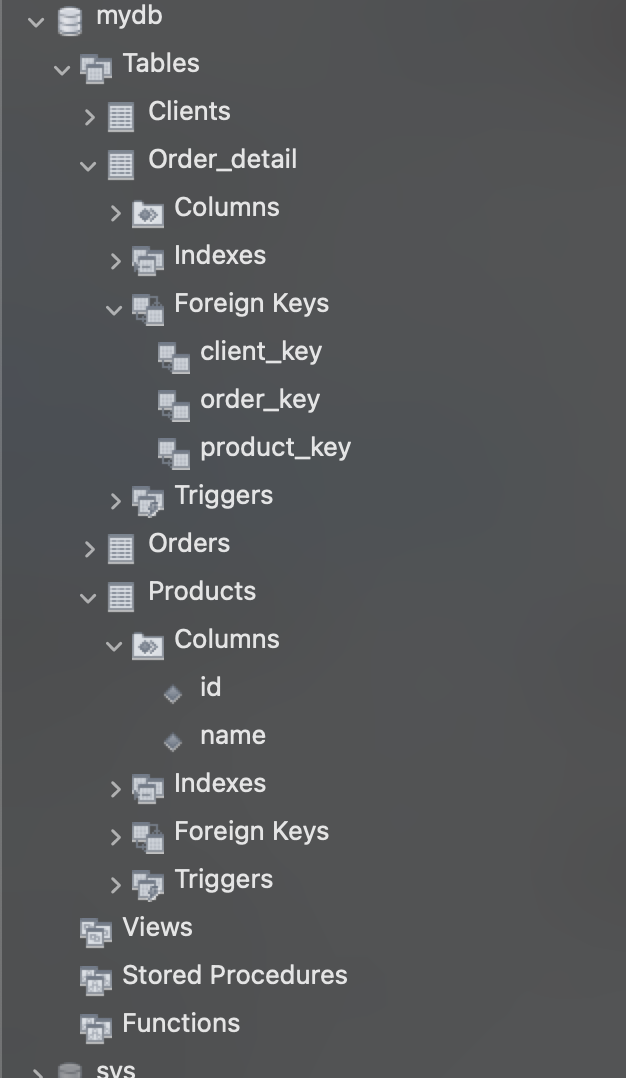 mydb
Tables
Clients
Order_detail
Columns
Indexes
Foreign Keys
client_key
order_key
product_key
Triggers
Orders
Products
Columns
id
name
Indexes
Foreign Keys
Triggers
Views
Stored Procedures
Functions
sys